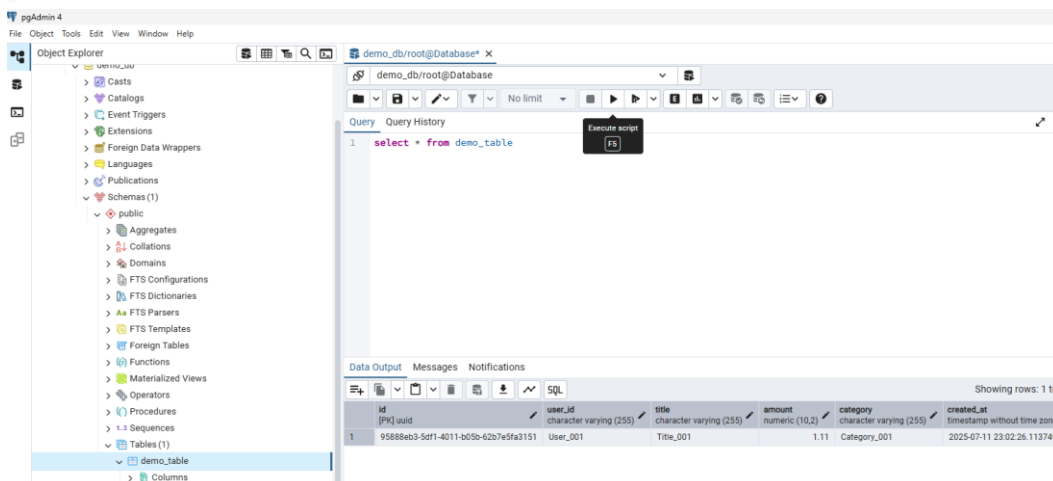 pgAdmin 4
File Object Tools Edit View Window Help
Object Explorer
demo_db/root@Database* X
demo_db
Casts
Catalogs
Event Triggers
Extensions
Foreign Data Wrappers
Languages
Publications
Schemas (1)
public
Aggregates
Collations
Domains
FTS Configurations
FTS Dictionaries
FTS Parsers
FTS Templates
Foreign Tables
Functions
Materialized Views
Operators
Procedures
Sequences
Tables (1)
demo_table
Columns
demo_db/root@Database
No limit
Query Query History
Execute script
F5
1 select * from demo_table
Data Output Messages Notifications
SQL
Showing rows: 1 t
id user_id title amount category created_at
[PK] uuid character varying (255) character varying (255) numeric (10,2) character varying (255) timestamp without time zon
1 95888eb3-5df1-4011-b05b-62b7e5fa3151 User_001 Title_001 1.11 Category_001 2025-07-11 23:02:26.11374